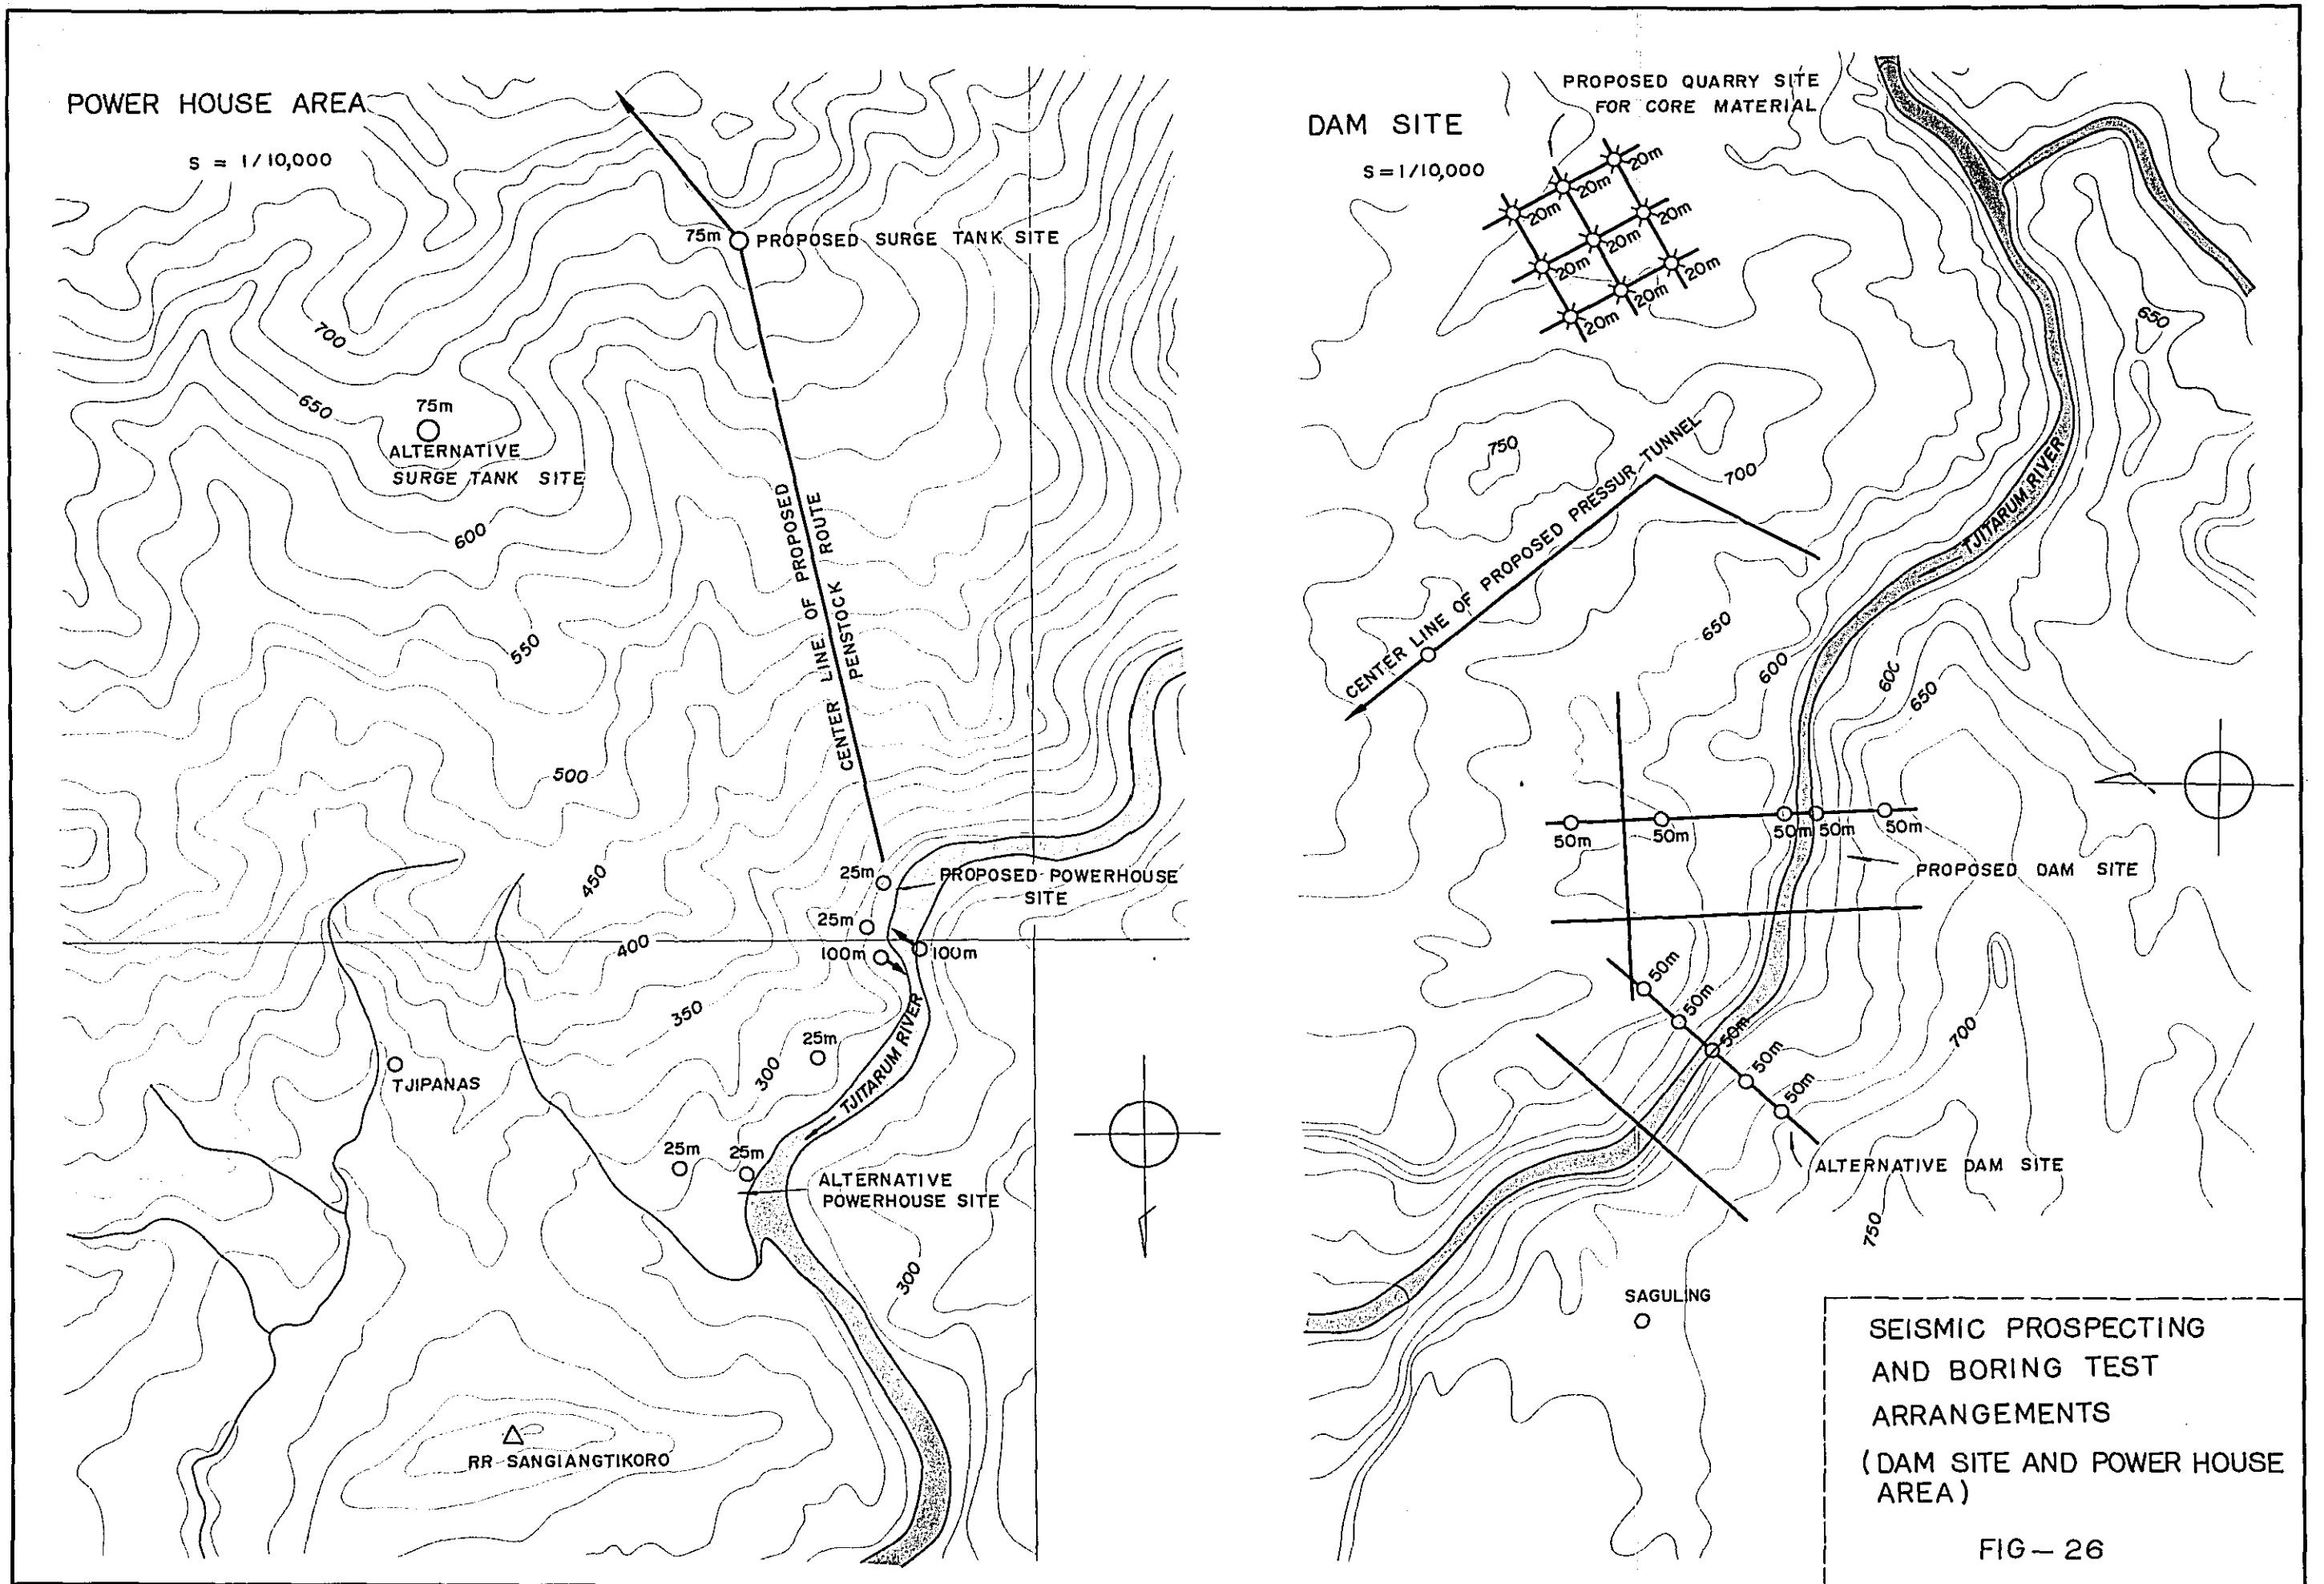 POWER HOUSE AREA
S = 1/10,000
75m
PROPOSED SURGE TANK SITE
700
650
75m
ALTERNATIVE
SURGE TANK SITE
600
CENTER LINE OF PROPOSED
PENSTOCK ROUTE
550
500
450
25m
PROPOSED POWERHOUSE
SITE
25m
400
100m
100m
350
TJITARUM RIVER
25m
300
TJIPANAS
25m
25m
ALTERNATIVE
POWERHOUSE SITE
300
RR SANGIANGTIKORO
PROPOSED QUARRY SITE
FOR CORE MATERIAL
DAM SITE
S=1/10,000
20m
20m
20m
20m
20m
20m
20m
20m
20m
650
750
700
CENTER LINE OF PROPOSED PRESSUR TUNNEL
TJITARUM RIVER
650
600
600
650
50m
50m
50m
50m
50m
PROPOSED DAM SITE
50m
50m
50m
50m
50m
700
ALTERNATIVE DAM SITE
750
SAGULING
SEISMIC PROSPECTING
AND BORING TEST
ARRANGEMENTS
(DAM SITE AND POWER HOUSE
AREA)
FIG-26